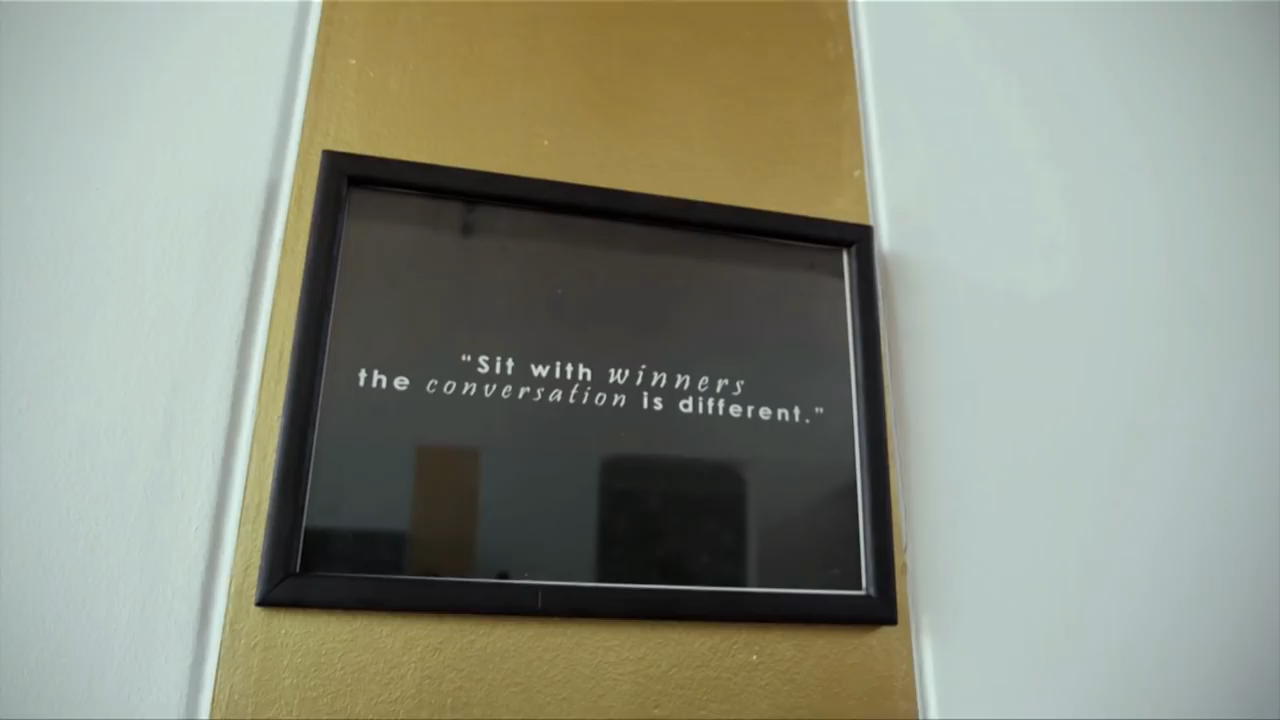 “Sit with winners
the conversation is different.”